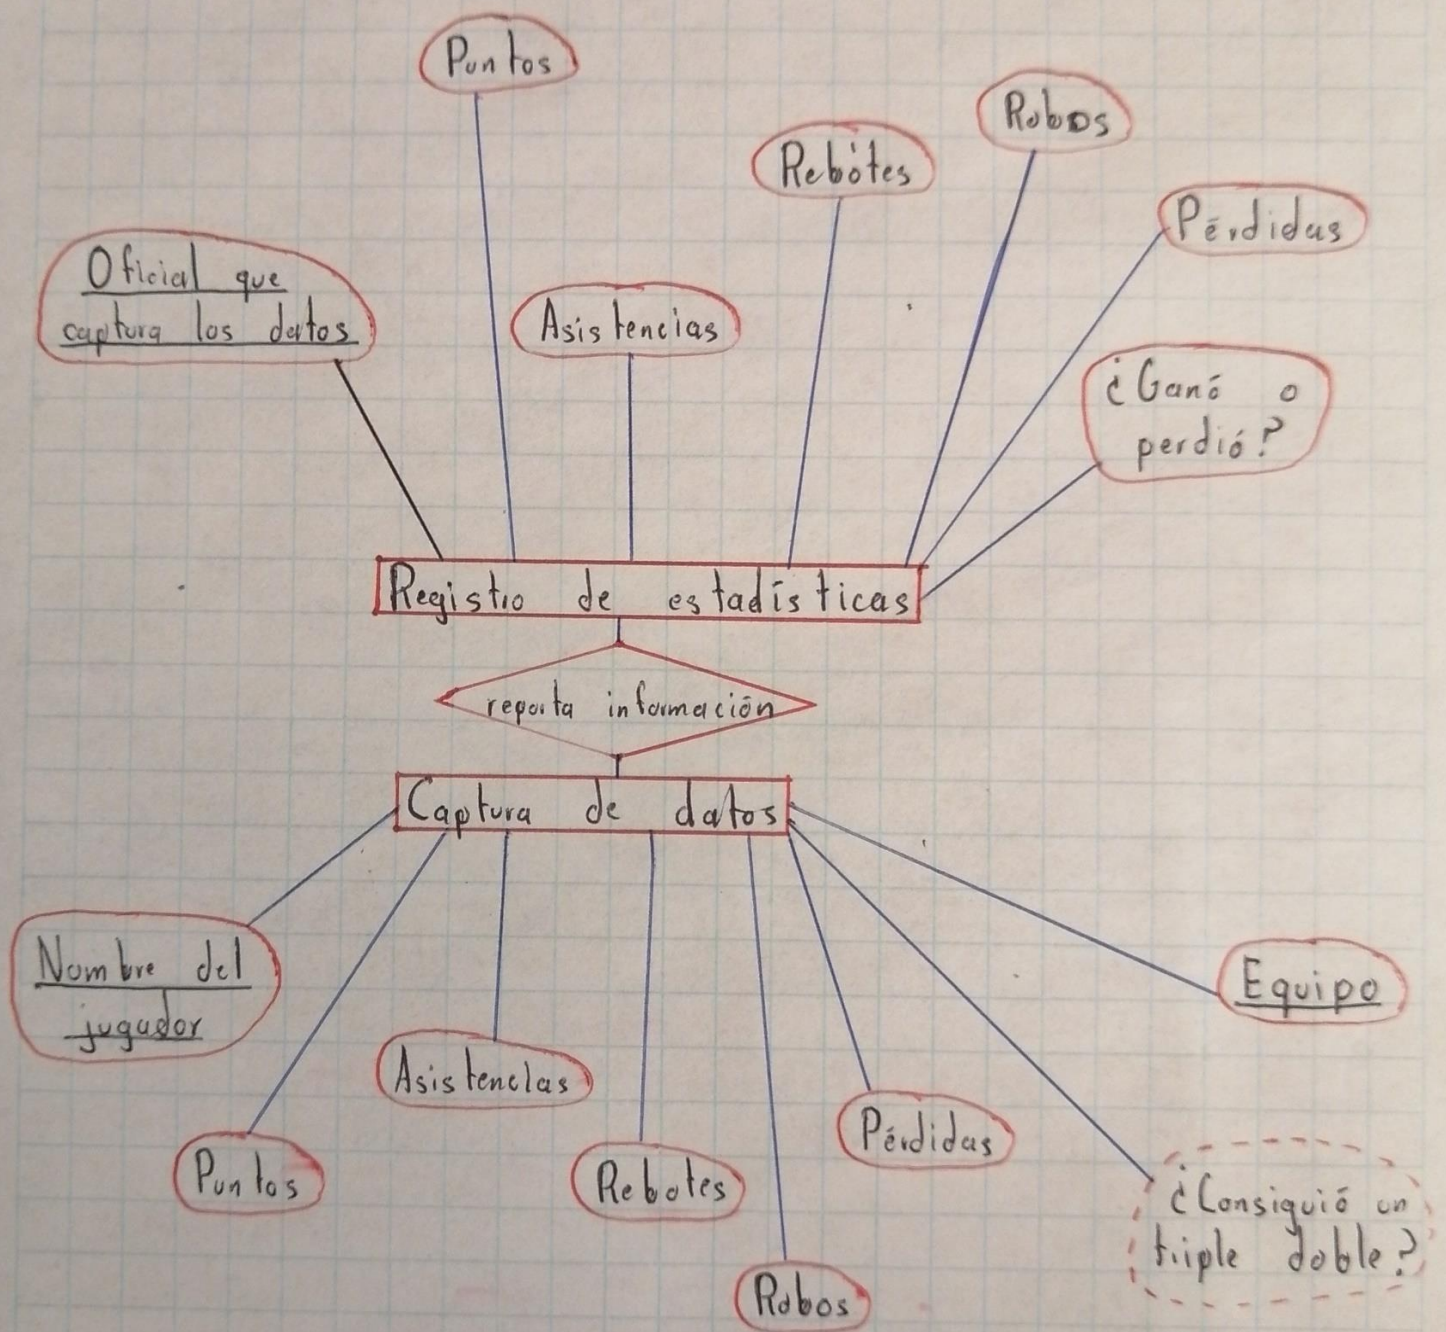 Puntos
Robos
Rebótes
Pérdidas
Oficial que
captura los datos
Asistencias
¿Ganó o
perdió?
Registro de estadísticas
reporta información
Captura de datos
Nombre del
jugador
Equipo
Asistencias
Pérdidas
Puntos
Rebotes
¿Consiguió un
triple doble?
Robos